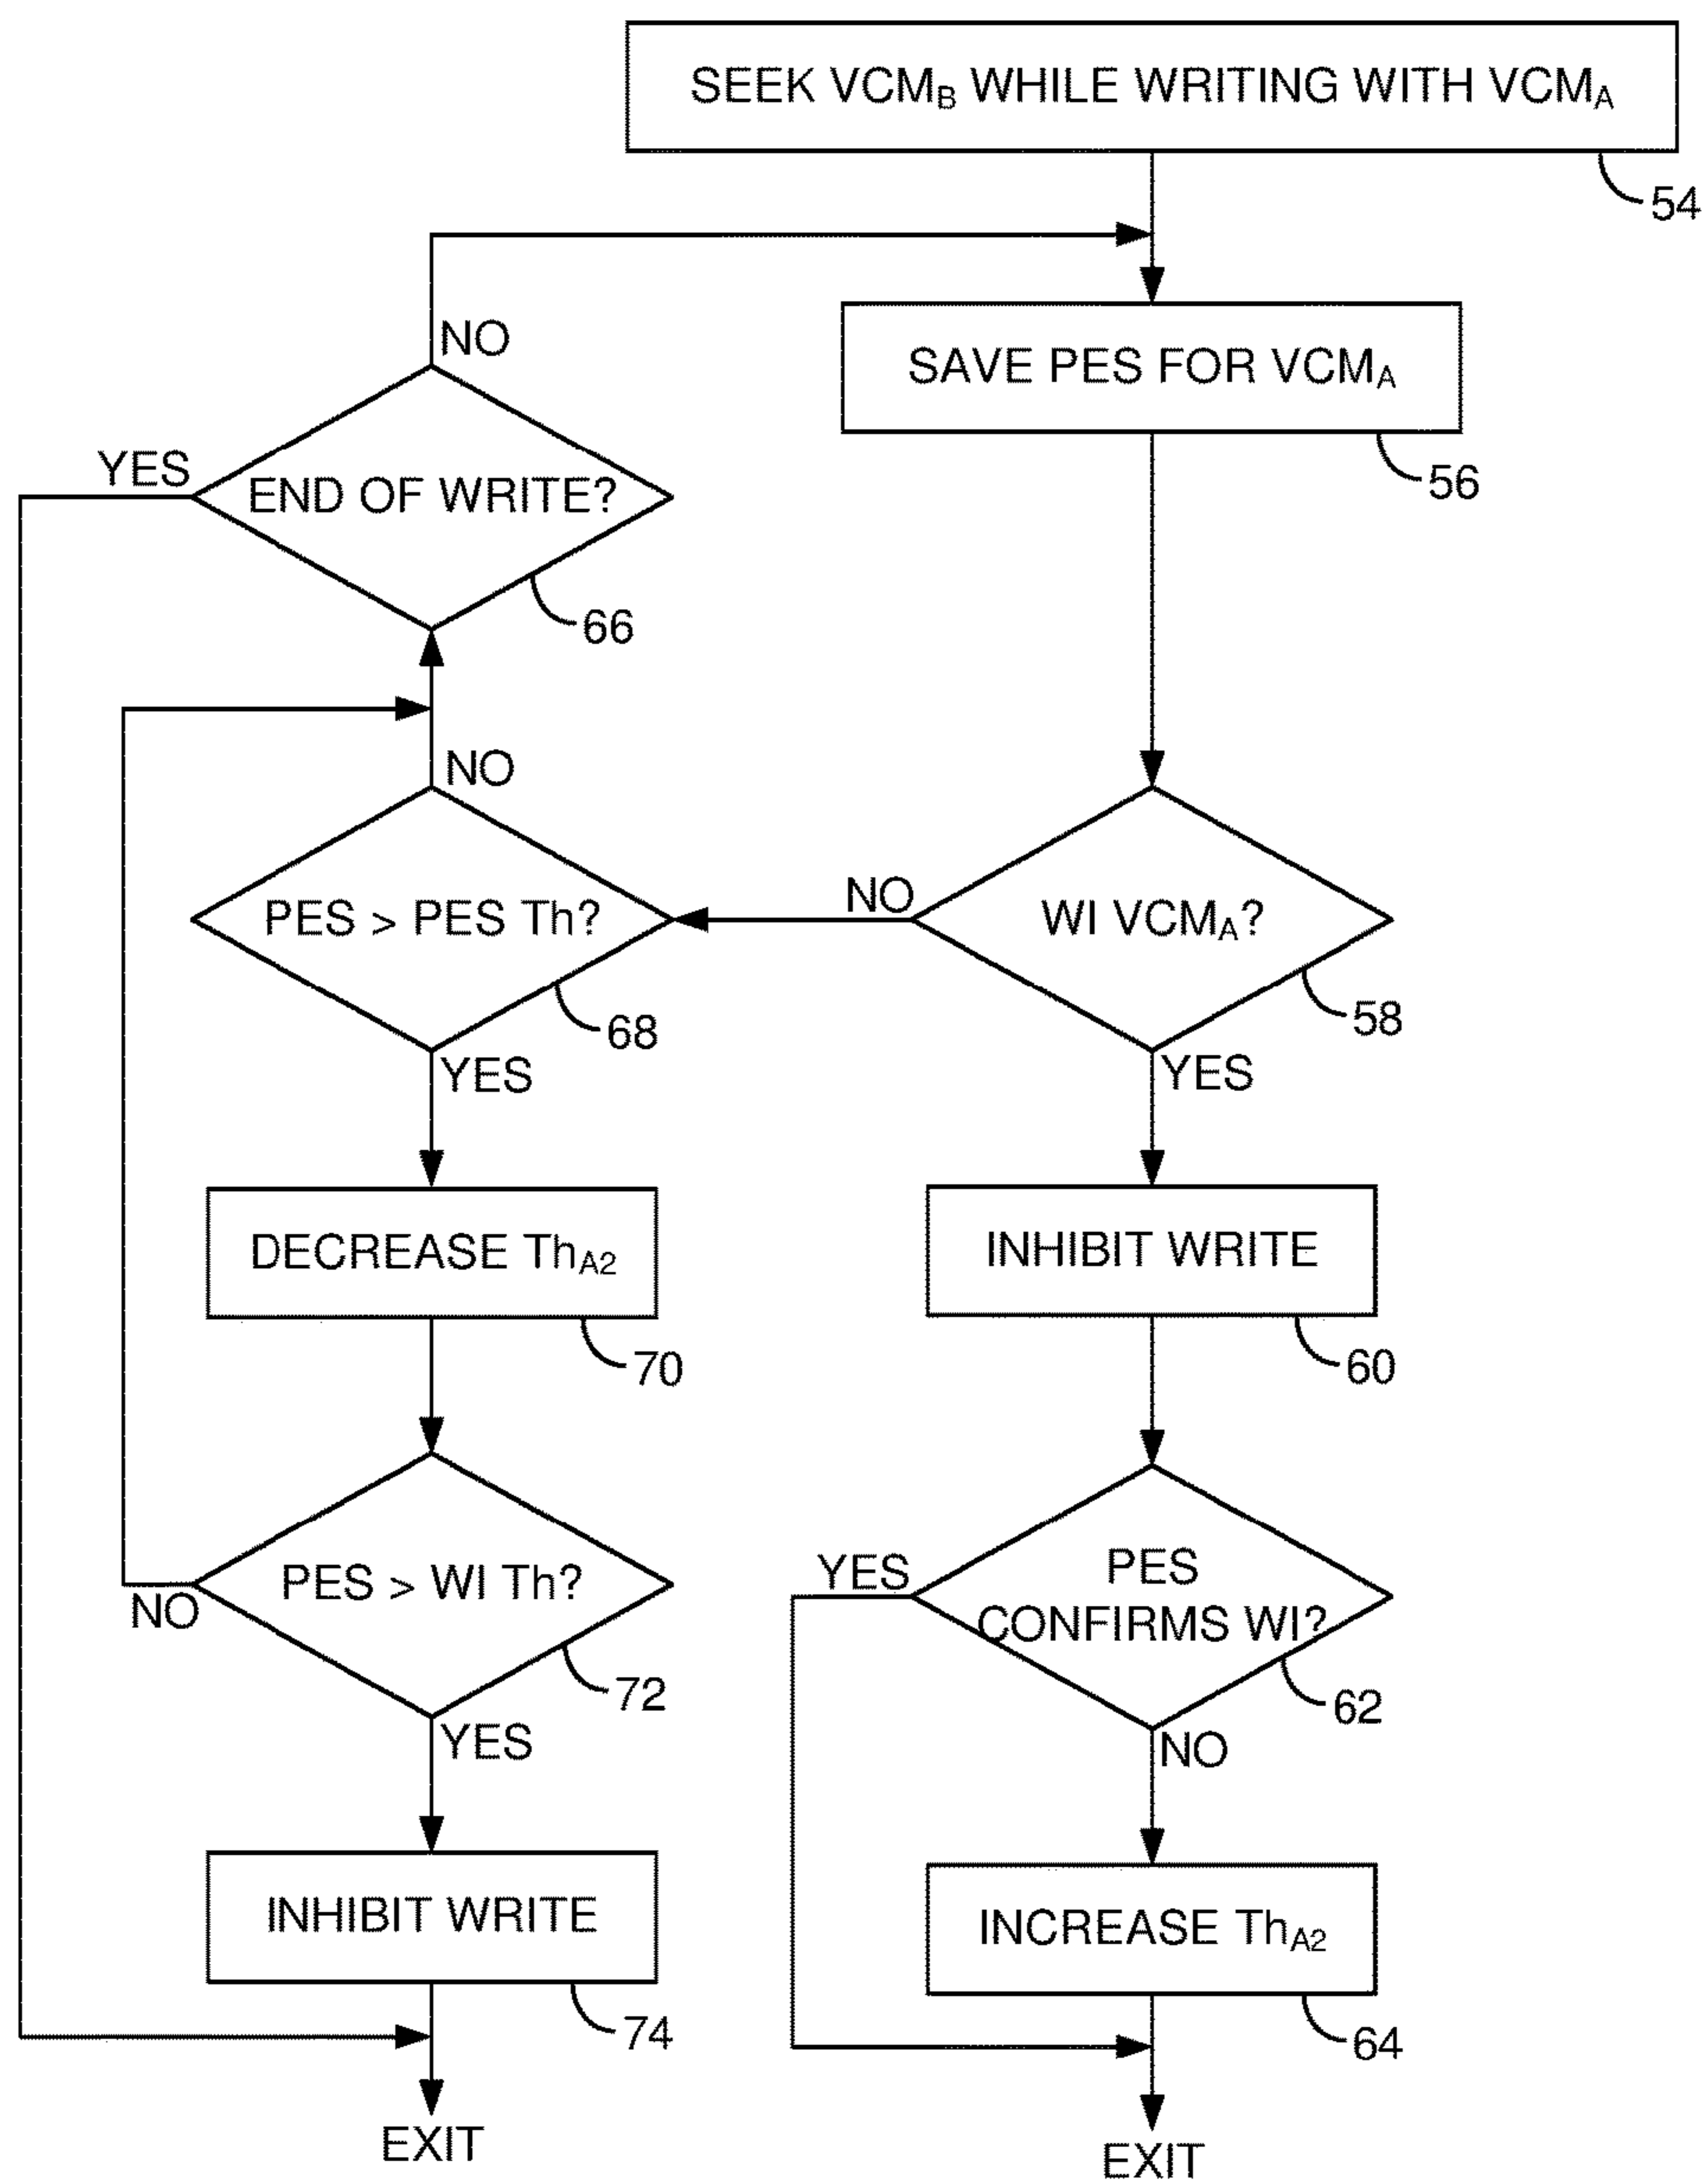 SEEK VCMB WHILE WRITING WITH VCMA
54
NO
SAVE PES FOR VCMA
56
YES
END OF WRITE?
66
NO
PES > PES Th?
68
NO
WI VCMA?
58
YES
YES
DECREASE ThA2
70
INHIBIT WRITE
60
PES > WI Th?
NO
72
YES
YES
PES
CONFIRMS WI?
62
NO
INHIBIT WRITE
74
INCREASE ThA2
64
EXIT
EXIT